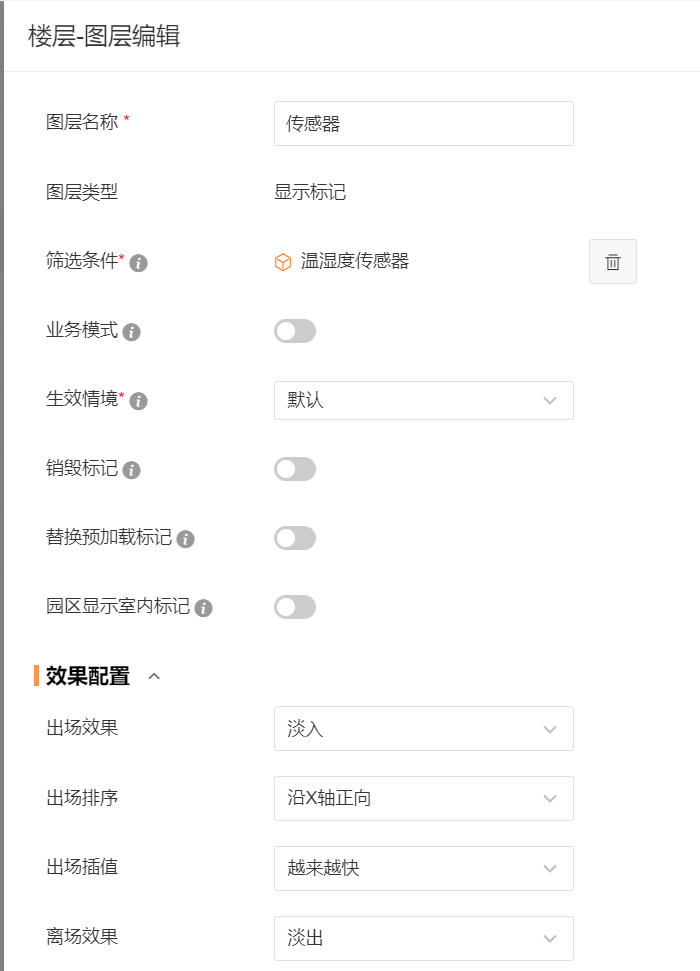 楼层-图层编辑
图层名称 * 传感器
图层类型 显示标记
筛选条件* 温湿度传感器
业务模式
生效情境* 默认
销毁标记
替换预加载标记
园区显示室内标记
效果配置
出场效果 淡入
出场排序 沿X轴正向
出场插值 越来越快
离场效果 淡出